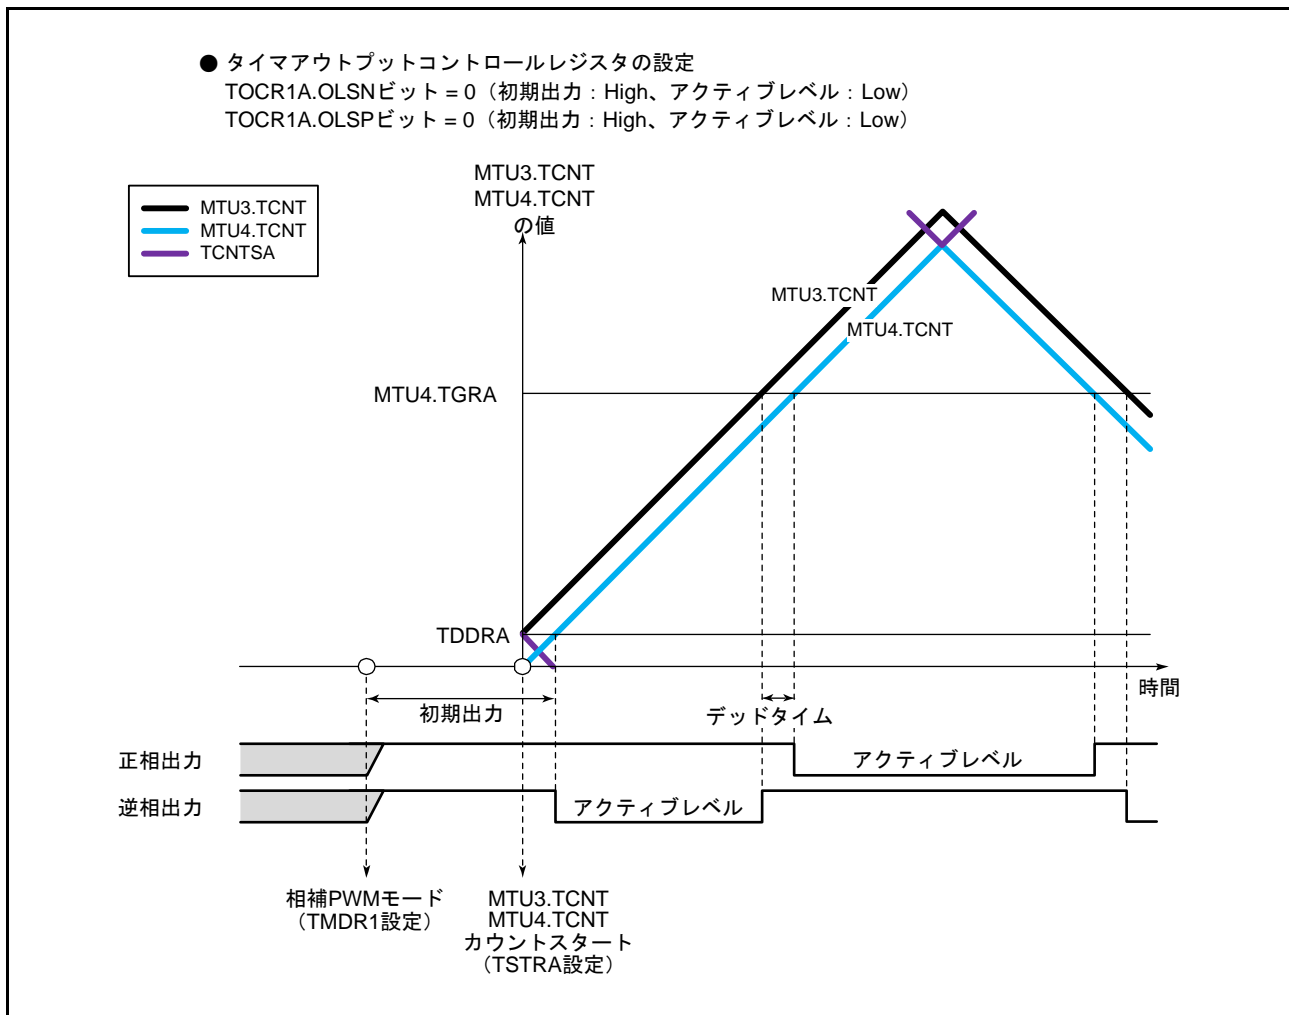 ● タイマアウトプットコントロールレジスタの設定
TOCR1A.OLSNビット = 0（初期出力：High、アクティブレベル：Low）
TOCR1A.OLSPビット = 0（初期出力：High、アクティブレベル：Low）
MTU3.TCNT
MTU4.TCNT
の値
MTU3.TCNT
MTU4.TCNT
TCNTSA
MTU3.TCNT
MTU4.TCNT
MTU4.TGRA
TDDRA
時間
初期出力
デッドタイム
正相出力
アクティブレベル
逆相出力
アクティブレベル
相補PWMモード
（TMDR1設定）
MTU3.TCNT
MTU4.TCNT
カウントスタート
（TSTRA設定）